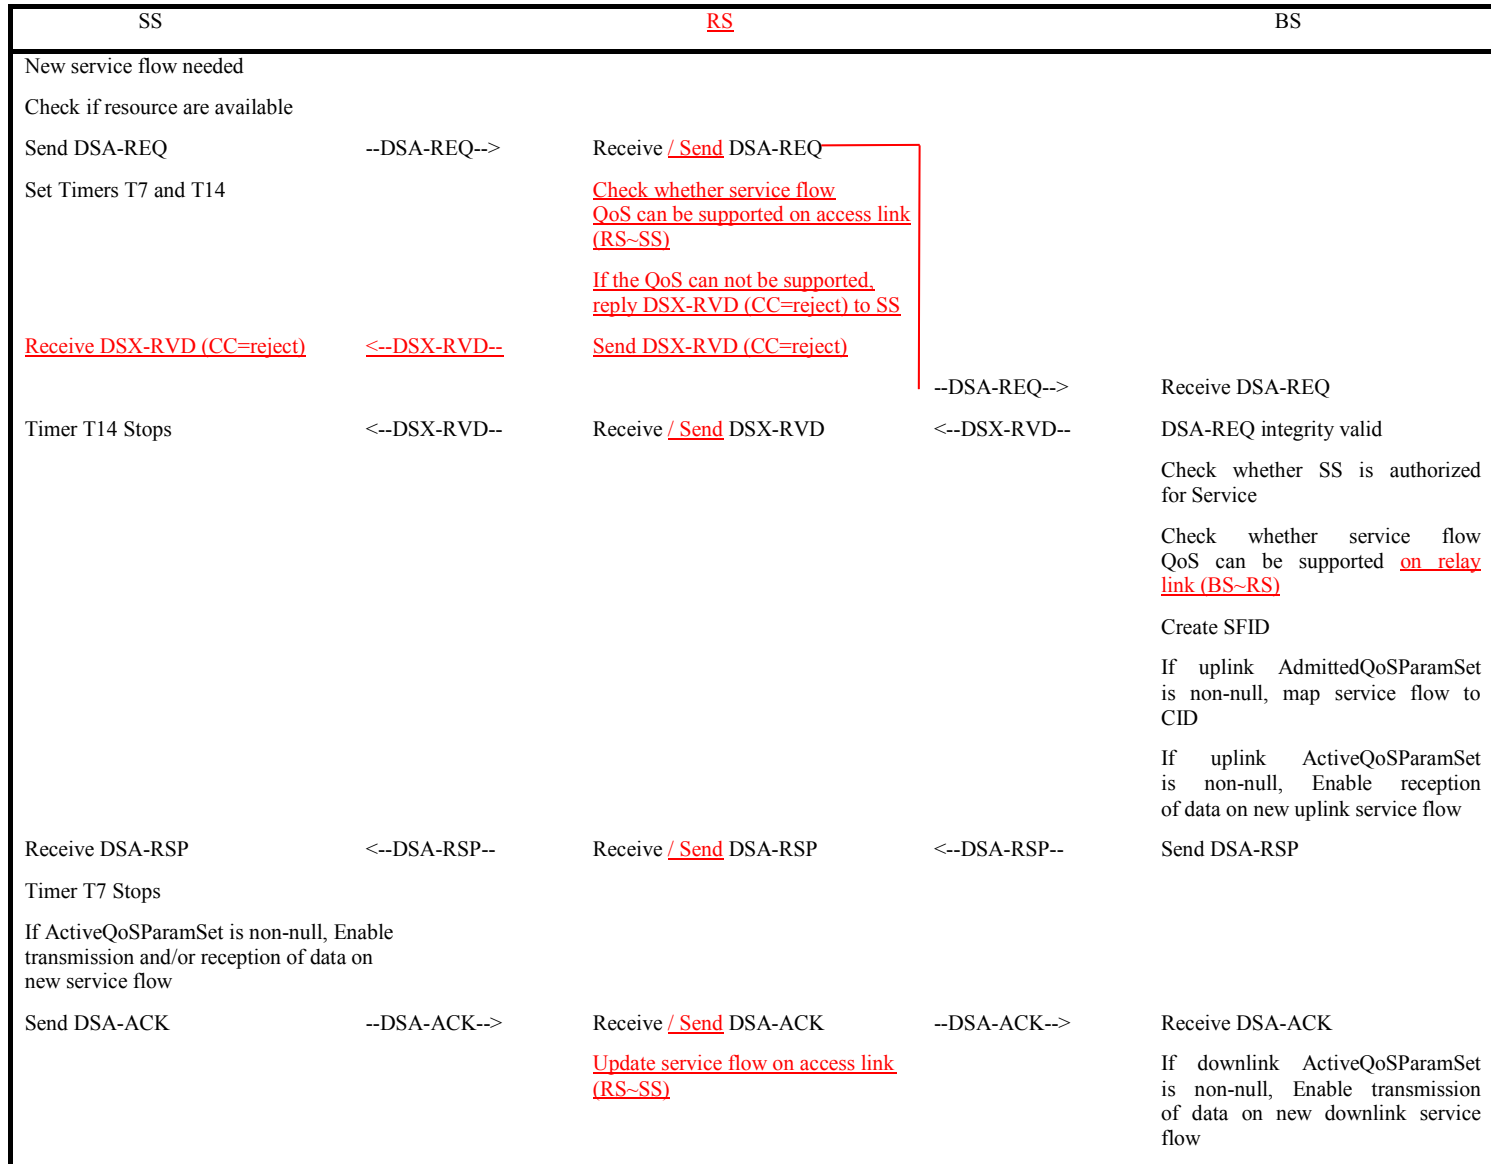 SS RS BS
New service flow needed
Check if resource are available
Send DSA-REQ --DSA-REQ--> Receive / Send DSA-REQ
Set Timers T7 and T14
Check whether service flow
QoS can be supported on access link
(RS~SS)
If the QoS can not be supported,
reply DSX-RVD (CC=reject) to SS
Receive DSX-RVD (CC=reject) <--DSX-RVD-- Send DSX-RVD (CC=reject)
--DSA-REQ--> Receive DSA-REQ
Timer T14 Stops <--DSX-RVD-- Receive / Send DSX-RVD <--DSX-RVD-- DSA-REQ integrity valid
Check whether SS is authorized
for Service
Check whether service flow
QoS can be supported on relay
link (BS~RS)
Create SFID
If uplink AdmittedQoSParamSet
is non-null, map service flow to
CID
If uplink ActiveQoSParamSet
is non-null, Enable reception
of data on new uplink service flow
Receive DSA-RSP <--DSA-RSP-- Receive / Send DSA-RSP <--DSA-RSP-- Send DSA-RSP
Timer T7 Stops
If ActiveQoSParamSet is non-null, Enable
transmission and/or reception of data on
new service flow
Send DSA-ACK --DSA-ACK--> Receive / Send DSA-ACK --DSA-ACK--> Receive DSA-ACK
Update service flow on access link
(RS~SS)
If downlink ActiveQoSParamSet
is non-null, Enable transmission
of data on new downlink service
flow